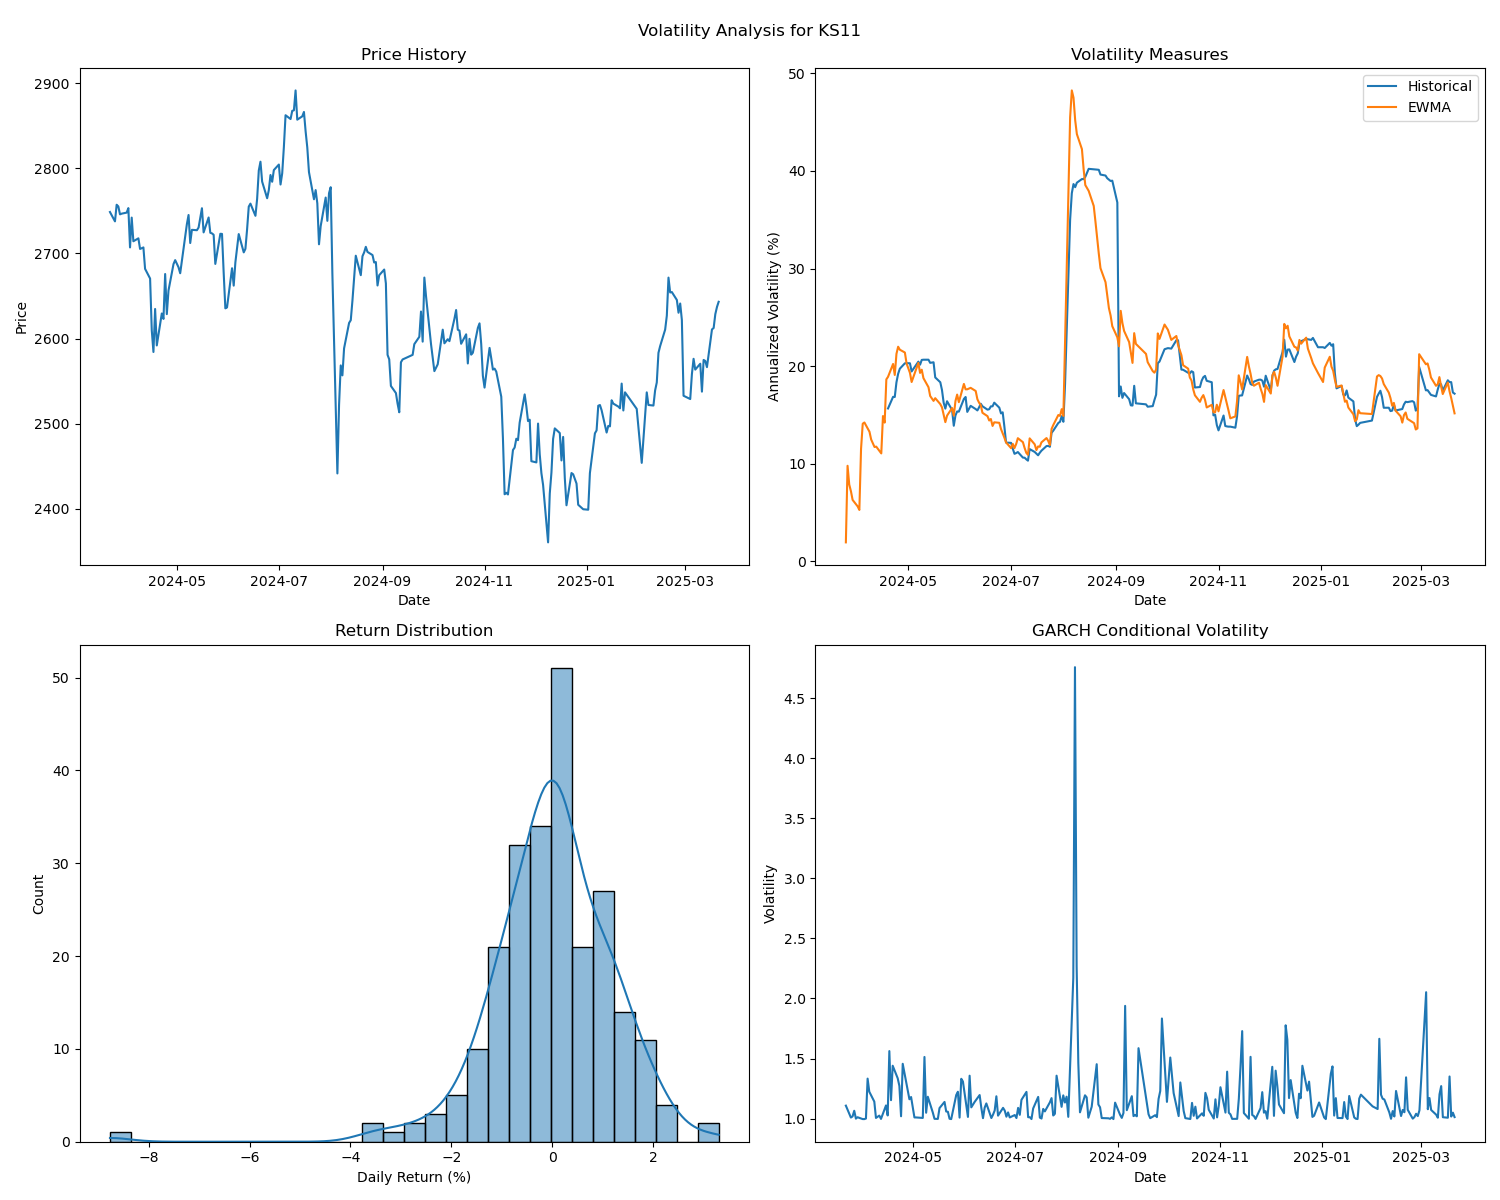 Volatility Analysis for KS11
Price History
Price
2900
2800
2700
2600
2500
2400
2024-05 2024-07 2024-09 2024-11 2025-01 2025-03
Date
Volatility Measures
Historical
EWMA
Annualized Volatility (%)
50
40
30
20
10
0
2024-05 2024-07 2024-09 2024-11 2025-01 2025-03
Date
Return Distribution
Count
50
40
30
20
10
0
−8 −6 −4 −2 0 2
Daily Return (%)
GARCH Conditional Volatility
Volatility
4.5
4.0
3.5
3.0
2.5
2.0
1.5
1.0
2024-05 2024-07 2024-09 2024-11 2025-01 2025-03
Date